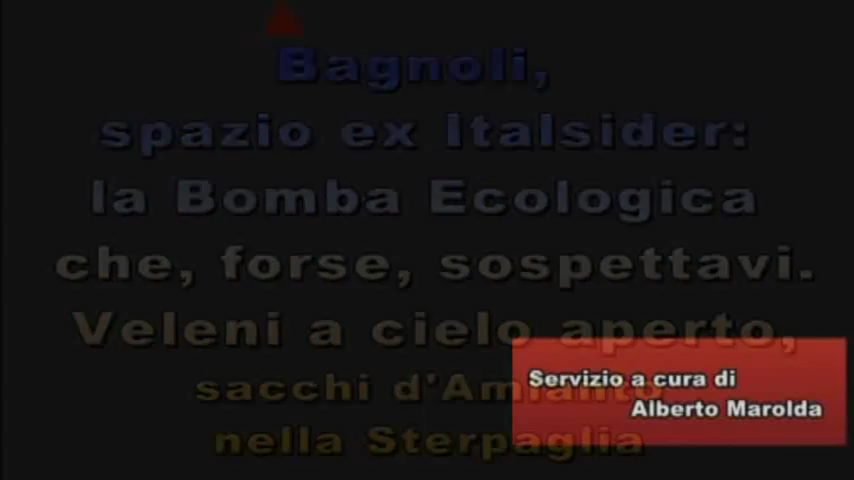 Bagnoli,
spazio ex Italsider:
la Bomba Ecologica
che, forse, sospettavi.
Veleni a cielo aperto,
sacchi d'Amianto
nella Sterpaglia
Servizio a cura di
Alberto Marolda